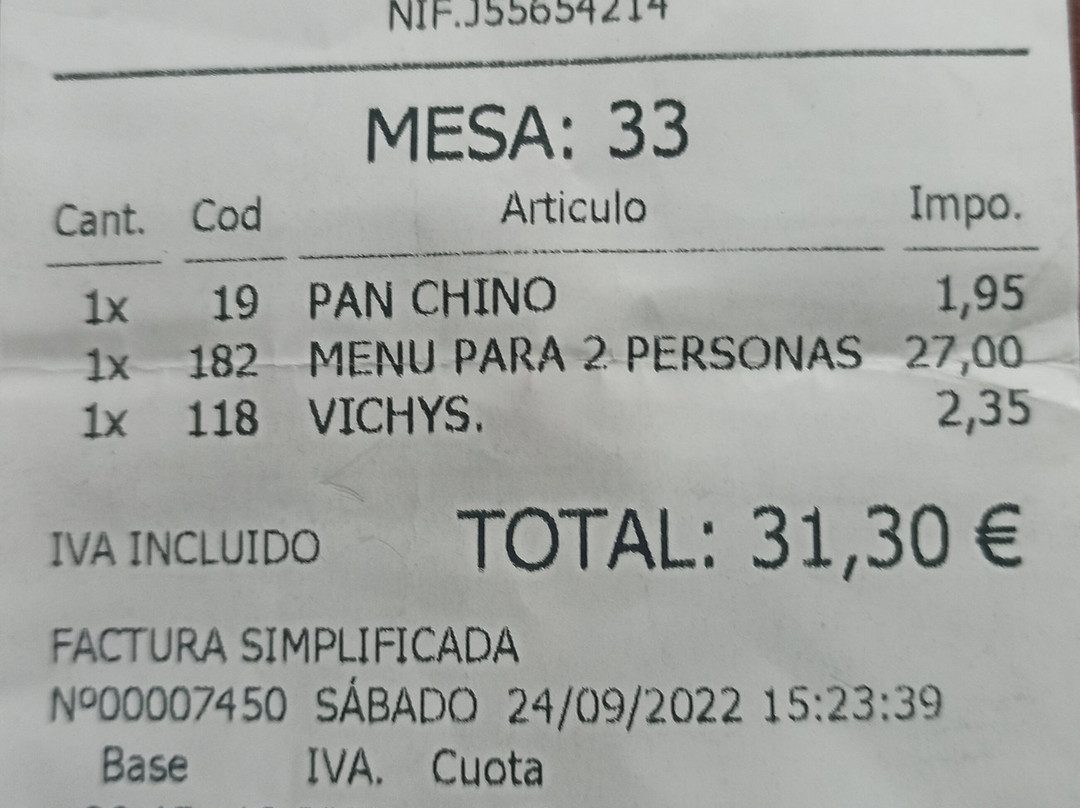 NIF.J55654214
MESA: 33
Cant. Cod Articulo Impo.
1x 19 PAN CHINO 1,95
1x 182 MENU PARA 2 PERSONAS 27,00
1x 118 VICHYS. 2,35
IVA INCLUIDO TOTAL: 31,30 €
FACTURA SIMPLIFICADA
Nº00007450 SÁBADO 24/09/2022 15:23:39
Base IVA. Cuota